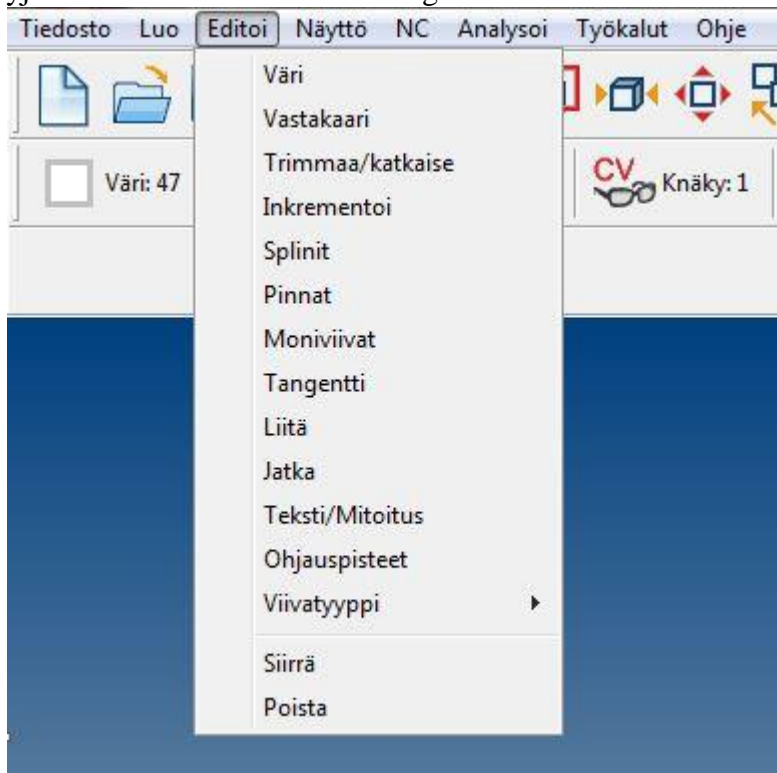 Tiedosto Luo Editoi Näyttö NC Analysoi Työkalut Ohje
Väri
Vastakaari
Trimmaa/katkaise
Väri: 47
CV
Knäky: 1
Inkrementoi
Splinit
Pinnat
Moniviivat
Tangentti
Liitä
Jatka
Teksti/Mitoitus
Ohjauspisteet
Viivatyyppi
Siirrä
Poista